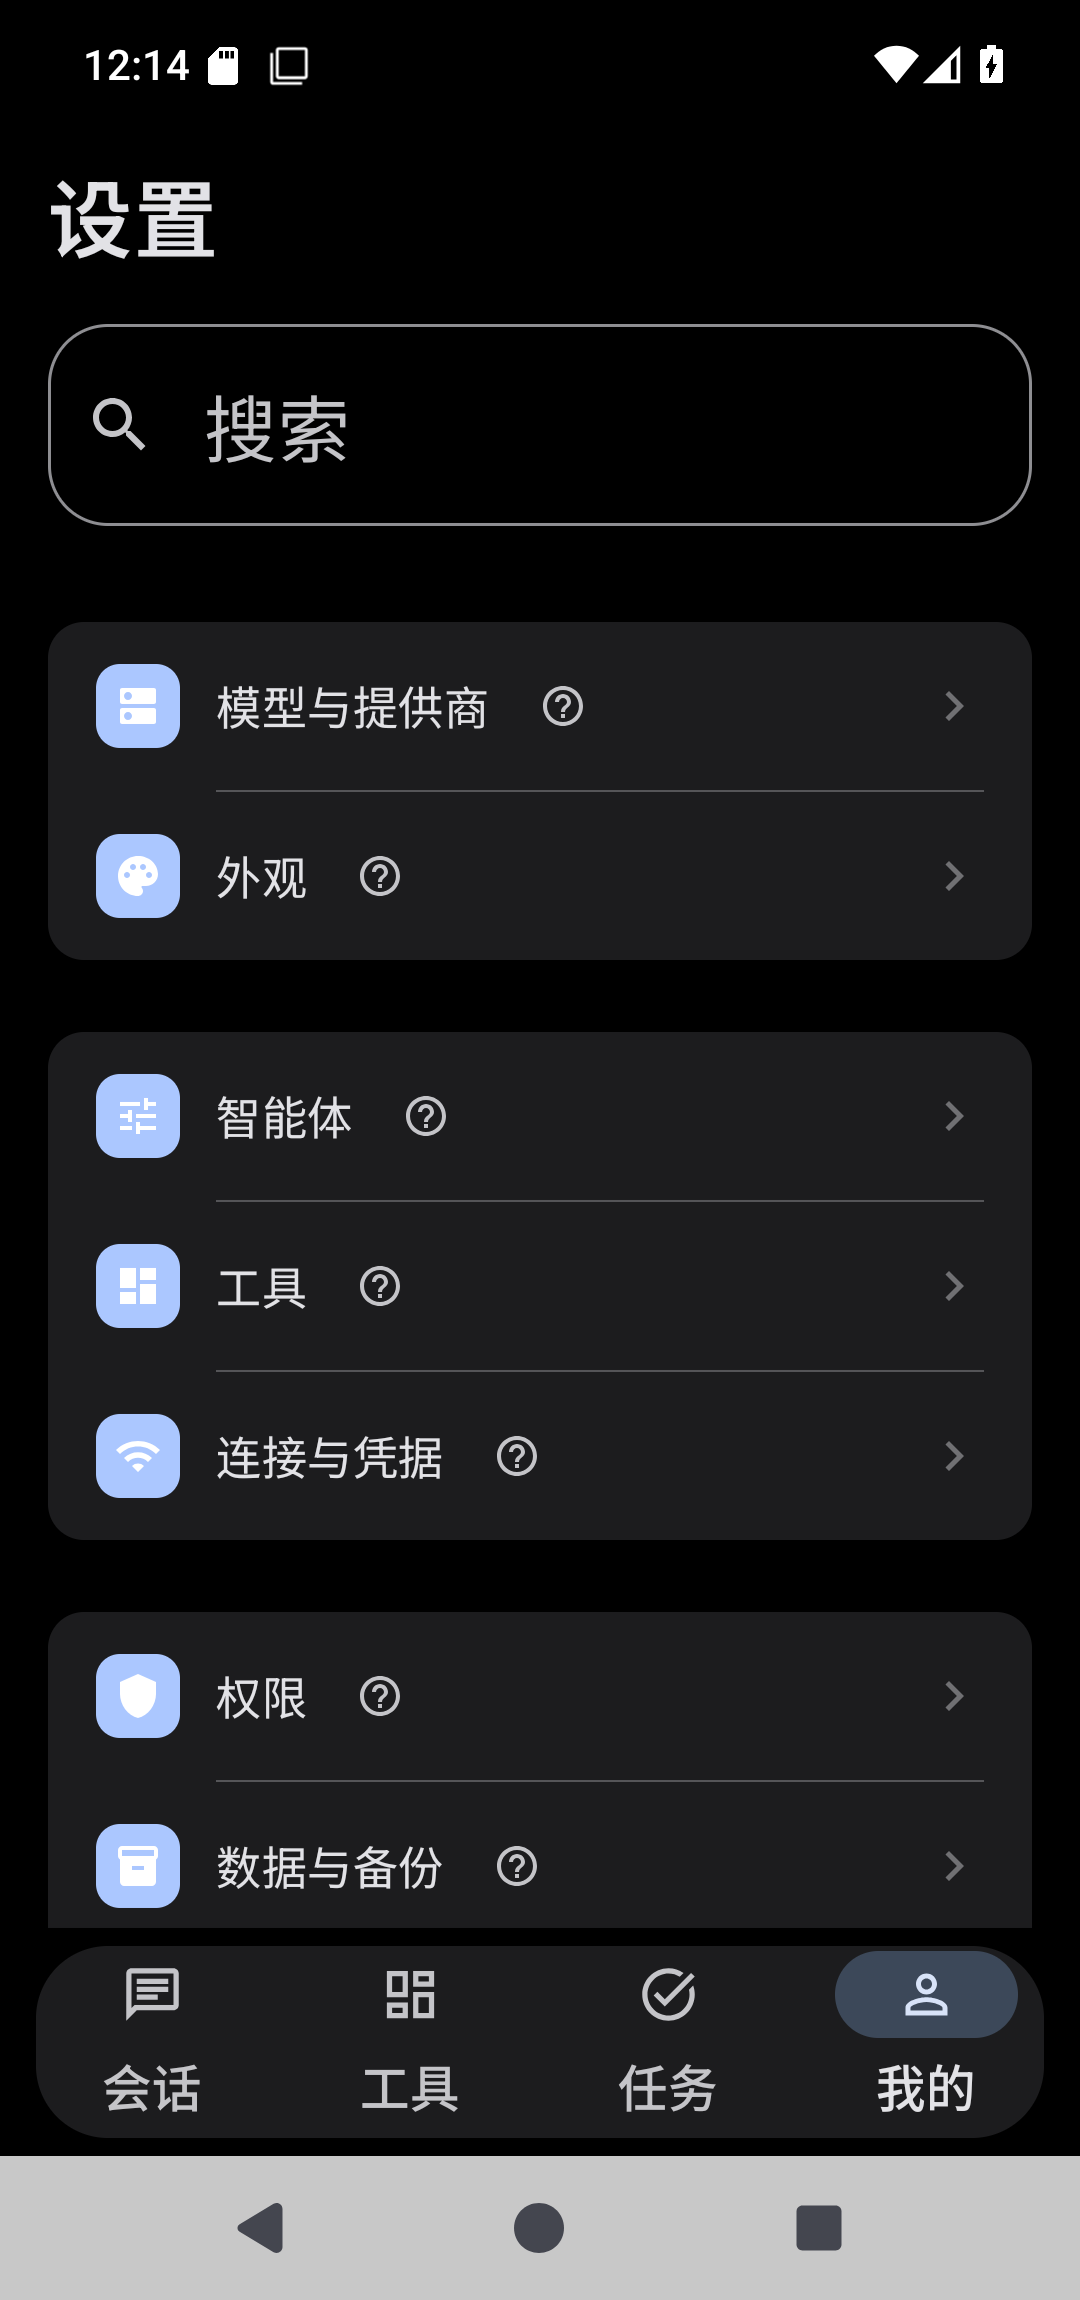 12:14
设置
搜索
模型与提供商
外观
智能体
工具
连接与凭据
权限
数据与备份
会话 工具 任务 我的